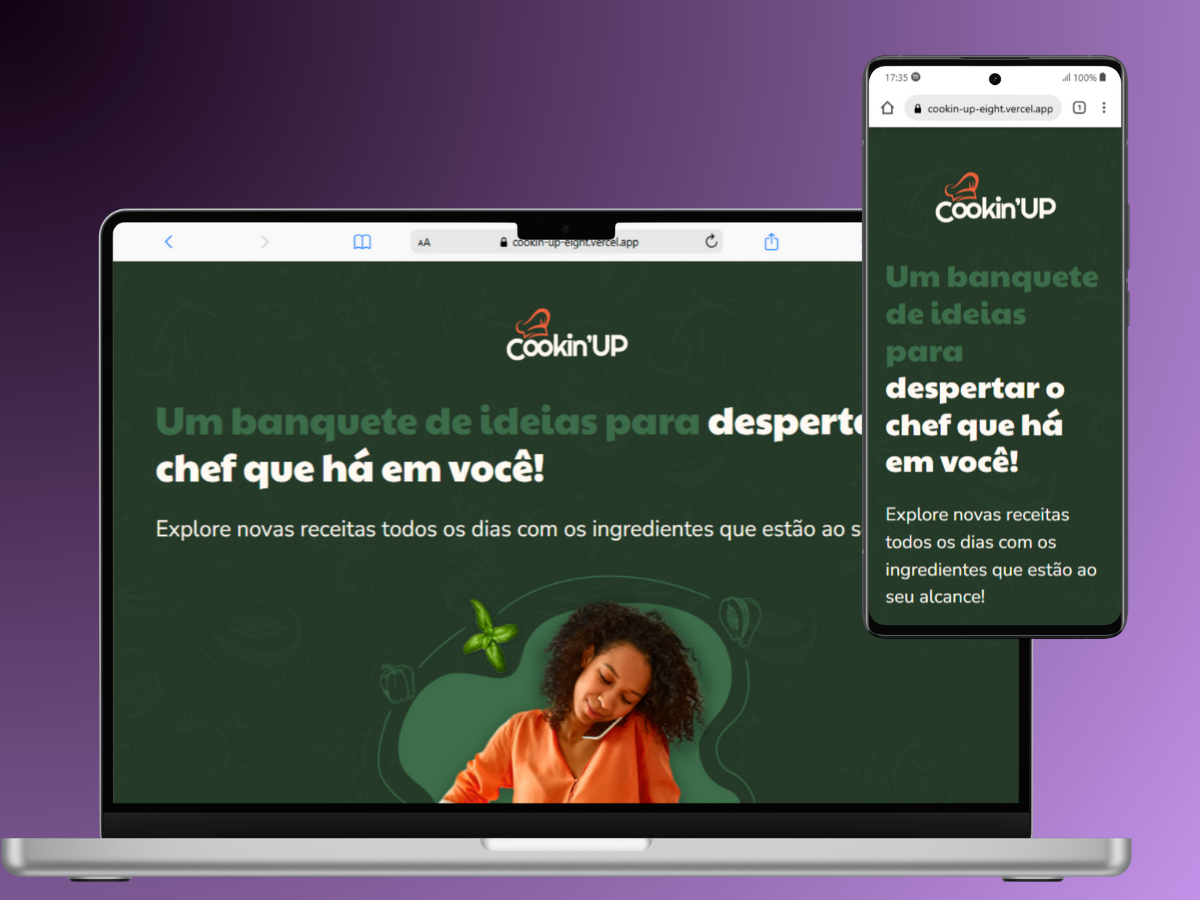 AA
cookin-up-eight.vercel.app
Cookin'UP
Um banquete de ideias para
chef que há em você!
Explore novas receitas todos os dias com os ingredientes que estão ao
17:35
100%
cookin-up-eight.vercel.app
1
Cookin'UP
Um banquete
de ideias
para
despertar o
chef que há
em você!
Explore novas receitas
todos os dias com os
ingredientes que estão ao
seu alcance!